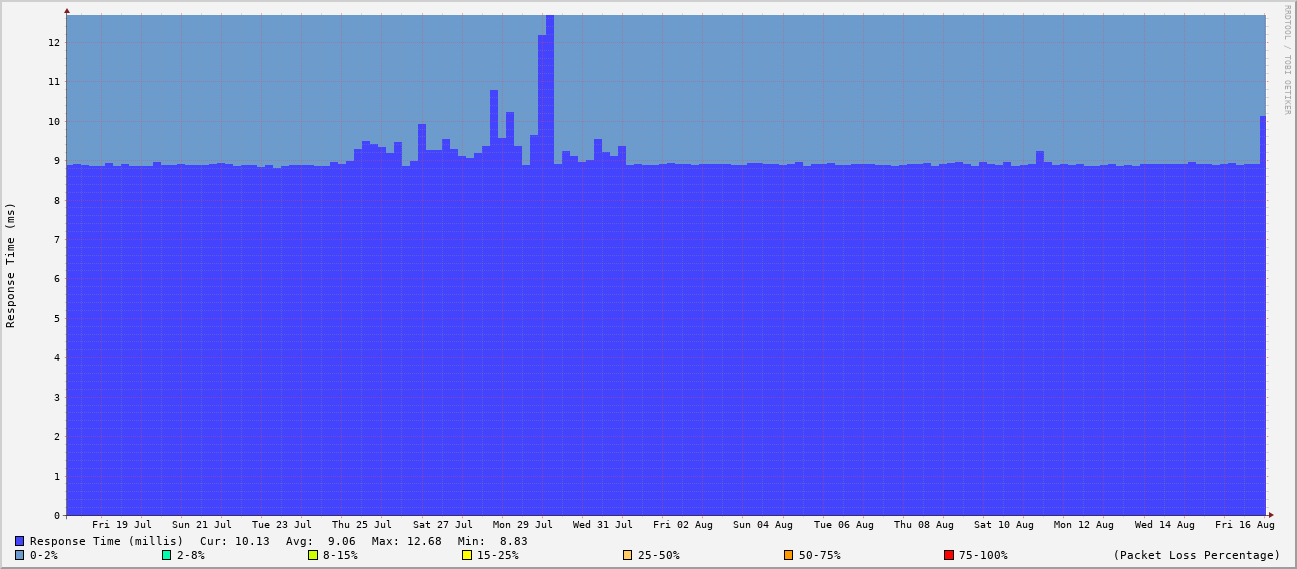 RRDTOOL / TOBI OETIKER
Response Time (ms)
12
11
10
9
8
7
6
5
4
3
2
1
0
Fri 19 Jul Sun 21 Jul Tue 23 Jul Thu 25 Jul Sat 27 Jul Mon 29 Jul Wed 31 Jul Fri 02 Aug Sun 04 Aug Tue 06 Aug Thu 08 Aug Sat 10 Aug Mon 12 Aug Wed 14 Aug Fri 16 Aug
Response Time (millis) Cur: 10.13 Avg: 9.06 Max: 12.68 Min: 8.83
0-2% 2-8% 8-15% 15-25% 25-50% 50-75% 75-100% (Packet Loss Percentage)